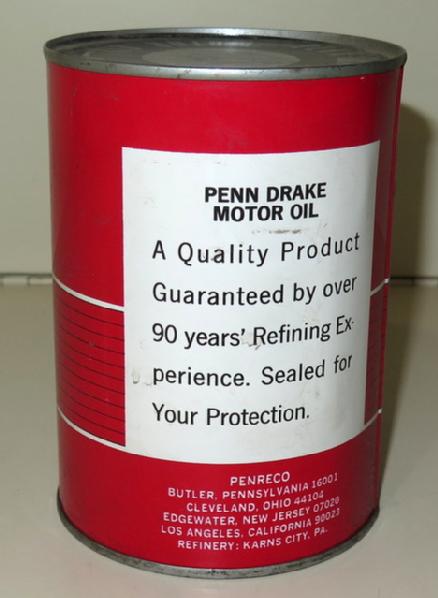 PENN DRAKE
MOTOR OIL
A Quality Product
Guaranteed by over
90 years' Refining Ex-
perience. Sealed for
Your Protection.
PENRECO
BUTLER, PENNSYLVANIA 16001
CLEVELAND, OHIO 44104
EDGEWATER, NEW JERSEY 07020
LOS ANGELES, CALIFORNIA 90023
REFINERY: KARNS CITY, PA.